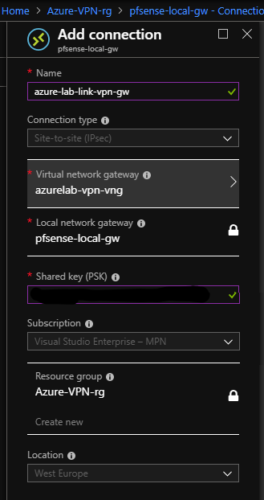 Home > Azure-VPN-rg > pfsense-local-gw - Connectio
Add connection
pfsense-local-gw
* Name
azure-lab-link-vpn-gw
Connection type
Site-to-site (IPsec)
* Virtual network gateway
azurelab-vpn-vng
* Local network gateway
pfsense-local-gw
* Shared key (PSK)
Subscription
Visual Studio Enterprise – MPN
Resource group
Azure-VPN-rg
Create new
Location
West Europe